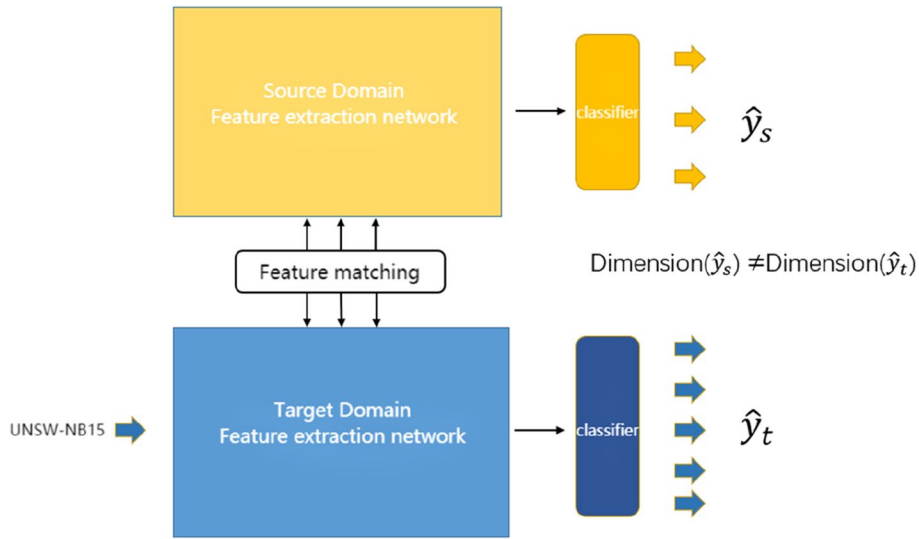 Source Domain
Feature extraction network
classifier
ŷs
Feature matching
Dimension(ŷs) ≠Dimension(ŷt)
UNSW-NB15
Target Domain
Feature extraction network
classifier
ŷt